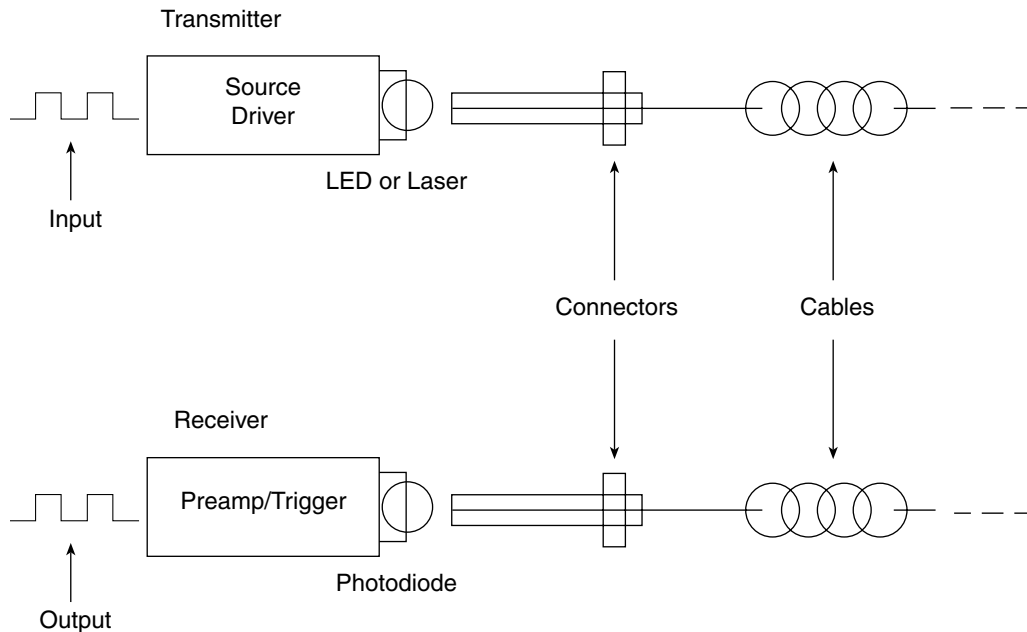 Transmitter
Source
Driver
LED or Laser
Input
Connectors
Cables
Receiver
Preamp/Trigger
Photodiode
Output